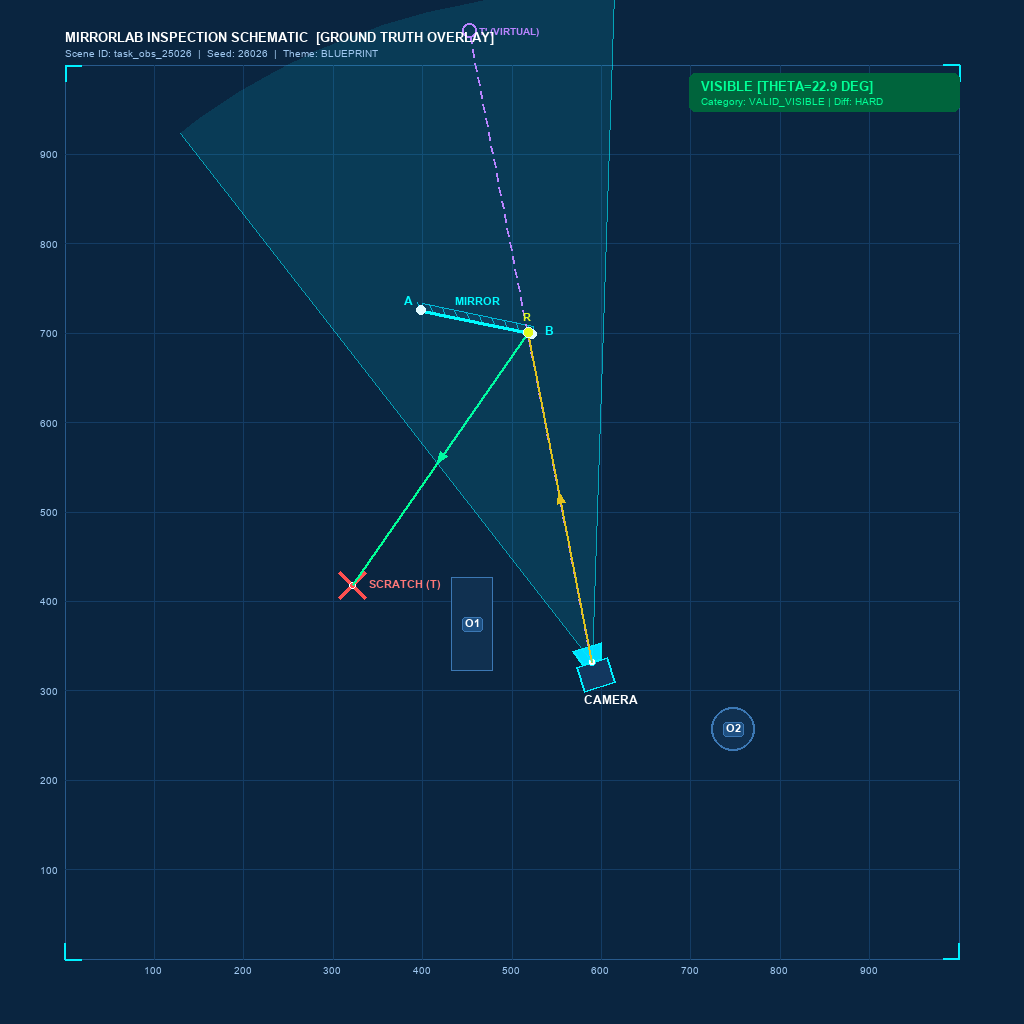 MIRRORLAB INSPECTION SCHEMATIC [GROUND TRUTH OVERLAY]
T' (VIRTUAL)
Scene ID: task_obs_25026 | Seed: 26026 | Theme: BLUEPRINT
VISIBLE [THETA=22.9 DEG]
Category: VALID_VISIBLE | Diff: HARD
900
800
A
MIRROR
R
B
700
600
500
SCRATCH (T)
400
O1
300
CAMERA
O2
200
100
100 200 300 400 500 600 700 800 900